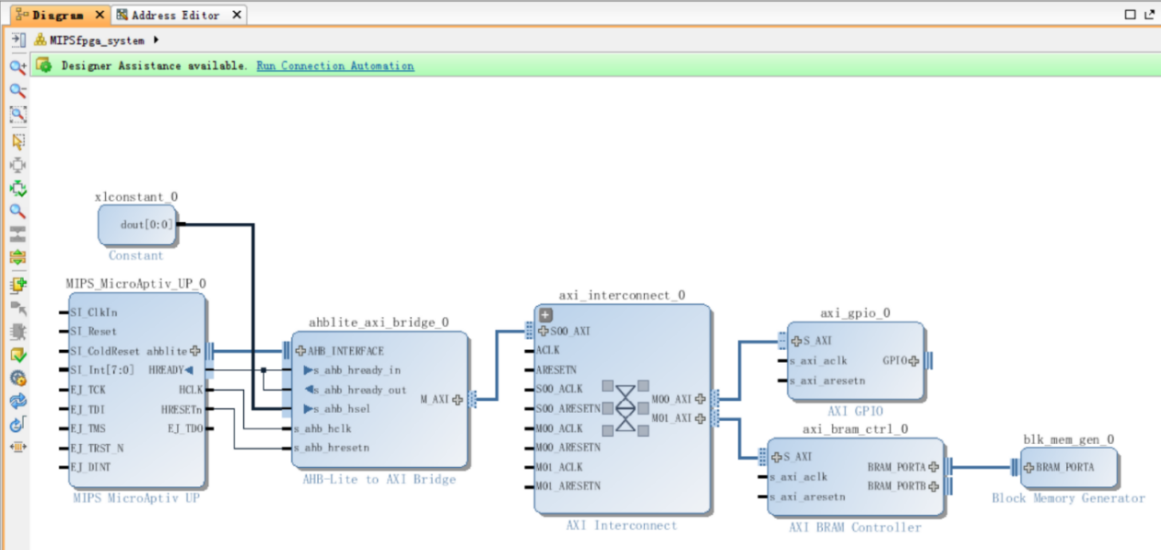 Diagram × Address Editor ×
MIPSfpga_system
Designer Assistance available. Run Connection Automation
xlconstant_0
dout[0:0]
Constant
MIPS_MicroAptiv_UP_0
SI_ClkIn
SI_Reset
SI_ColdReset ahblite
SI_Int[7:0] HREADY
EJ_TCK HCLK
EJ_TDI HRESETn
EJ_TMS EJ_TDO
EJ_TRST_N
EJ_DINT
MIPS MicroAptiv UP
ahblite_axi_bridge_0
AHB_INTERFACE
s_ahb_hready_in
s_ahb_hready_out
M_AXI
s_ahb_hsel
s_ahb_hclk
s_ahb_hresetn
AHB-Lite to AXI Bridge
axi_interconnect_0
S00_AXI
ACLK
ARESETN
S00_ACLK
M00_AXI
S00_ARESETN
M01_AXI
M00_ACLK
M00_ARESETN
M01_ACLK
M01_ARESETN
AXI Interconnect
axi_gpio_0
S_AXI
s_axi_aclk GPIO
s_axi_aresetn
AXI GPIO
axi_bram_ctrl_0
S_AXI
BRAM_PORTA
s_axi_aclk
BRAM_PORTB
s_axi_aresetn
AXI BRAM Controller
blk_mem_gen_0
BRAM_PORTA
Block Memory Generator